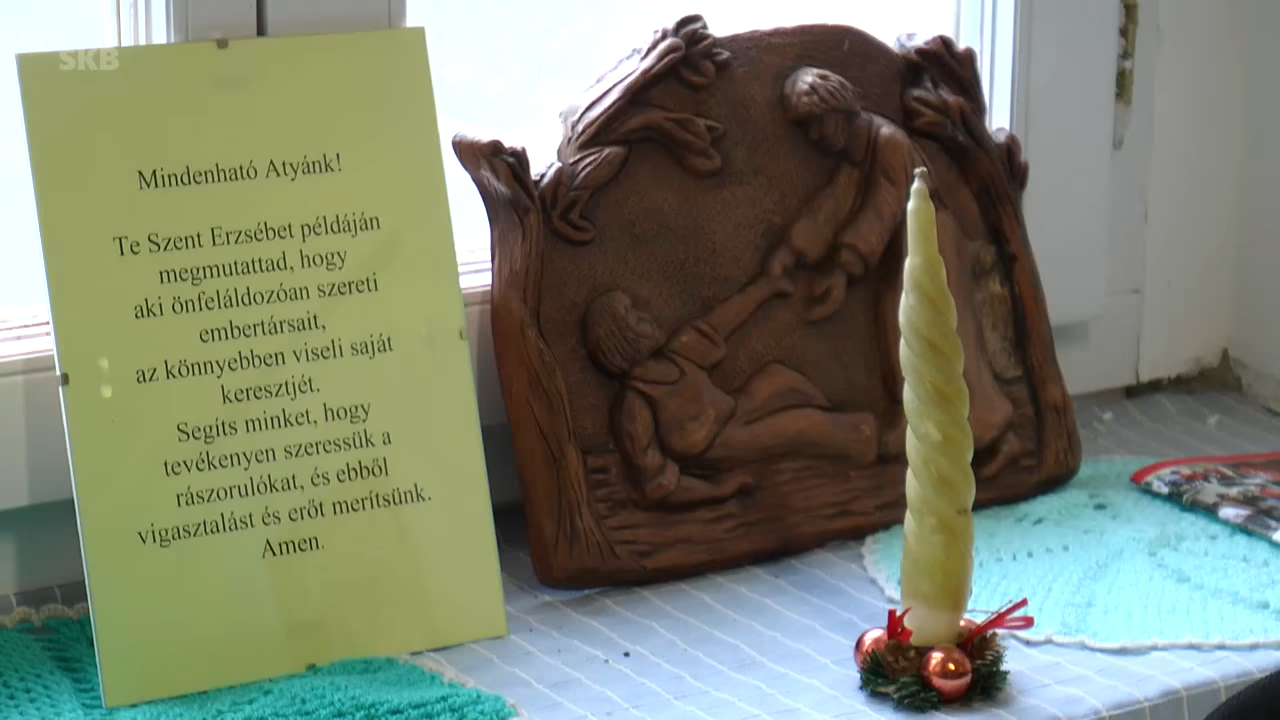 SKB
Mindenható Atyánk!
Te Szent Erzsébet példáján
megmutattad, hogy
aki önfeláldozóan szereti
embertársait,
az könnyebben viseli saját
keresztjét.
Segíts minket, hogy
tevékenyen szeressük a
rászorulókat, és ebből
vigasztalást és erőt merítsünk.
Amen.